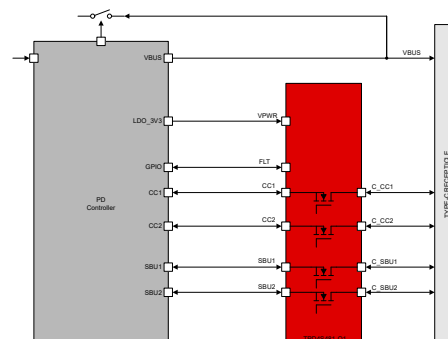 VBUS
VBUS
LDO_3V3
VPWR
GPIO
FLT
CC1
CC1
C_CC1
PD
Controller
CC2
CC2
C_CC2
SBU1
SBU1
C_SBU1
SBU2
SBU2
C_SBU2